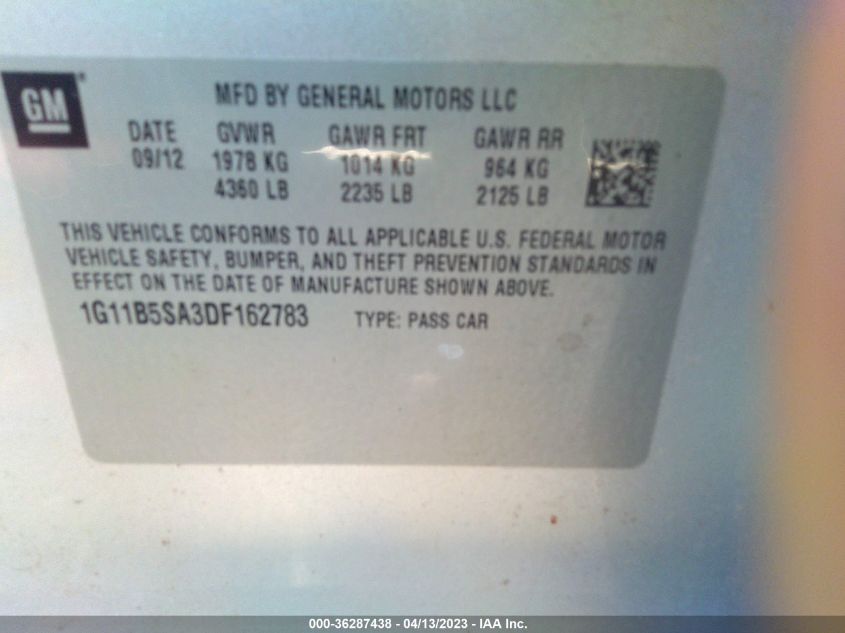 GM
MFD BY GENERAL MOTORS LLC
DATE GVWR GAWR FRT GAWR RR
09/12 1978 KG 1014 KG 964 KG
4360 LB 2235 LB 2125 LB
THIS VEHICLE CONFORMS TO ALL APPLICABLE U.S. FEDERAL MOTOR
VEHICLE SAFETY, BUMPER, AND THEFT PREVENTION STANDARDS IN
EFFECT ON THE DATE OF MANUFACTURE SHOWN ABOVE.
1G11B5SA3DF162783 TYPE: PASS CAR
000-36287438 - 04/13/2023 - IAA Inc.